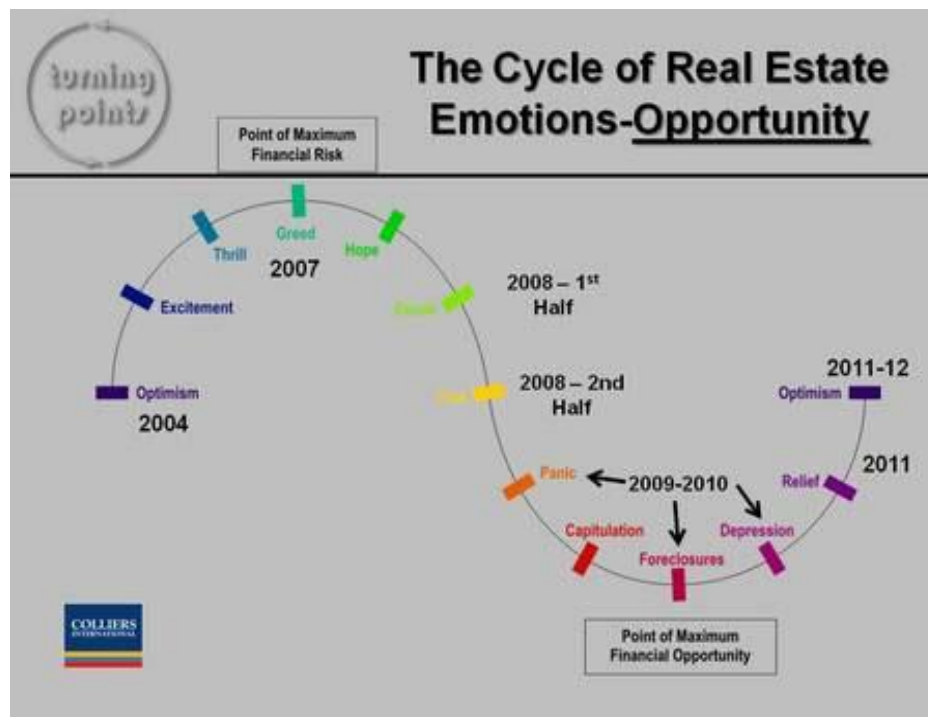 turning
points
The Cycle of Real Estate
Emotions-Opportunity
Point of Maximum
Financial Risk
Greed
Thrill
Hope
2007
Excitement
2008 – 1st
Half
Optimism
2004
2008 – 2nd
Half
2011-12
Optimism
Panic
2009-2010
2011
Relief
Capitulation
Depression
Foreclosures
COLLIERS
INTERNATIONAL
Point of Maximum
Financial Opportunity